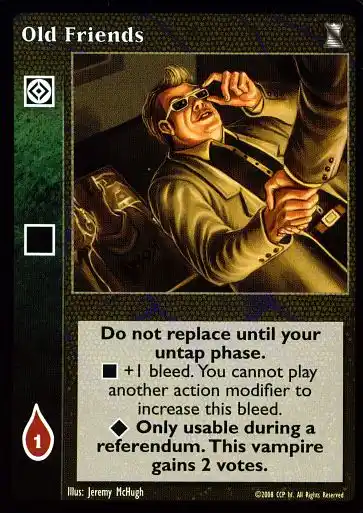 Old Friends
Do not replace until your
untap phase.
+1 bleed. You cannot play
another action modifier to
increase this bleed.
Only usable during a
referendum. This vampire
gains 2 votes.
1
Illus: Jeremy McHugh
©2008 CCP hf. All Rights Reserved